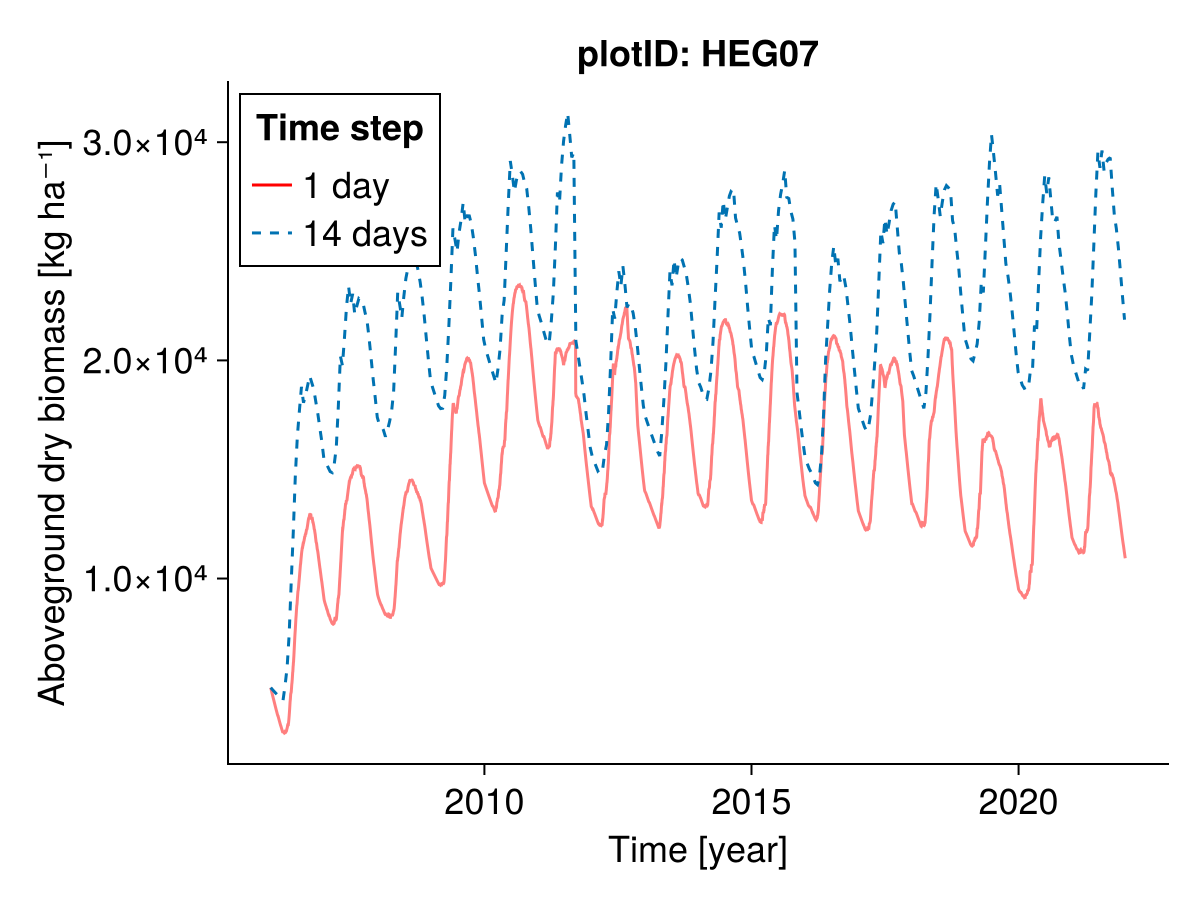 plotID: HEG07
Time step
1 day
14 days
Aboveground dry biomass [kg ha⁻¹]
3.0×10⁴
2.0×10⁴
1.0×10⁴
2010 2015 2020
Time [year]